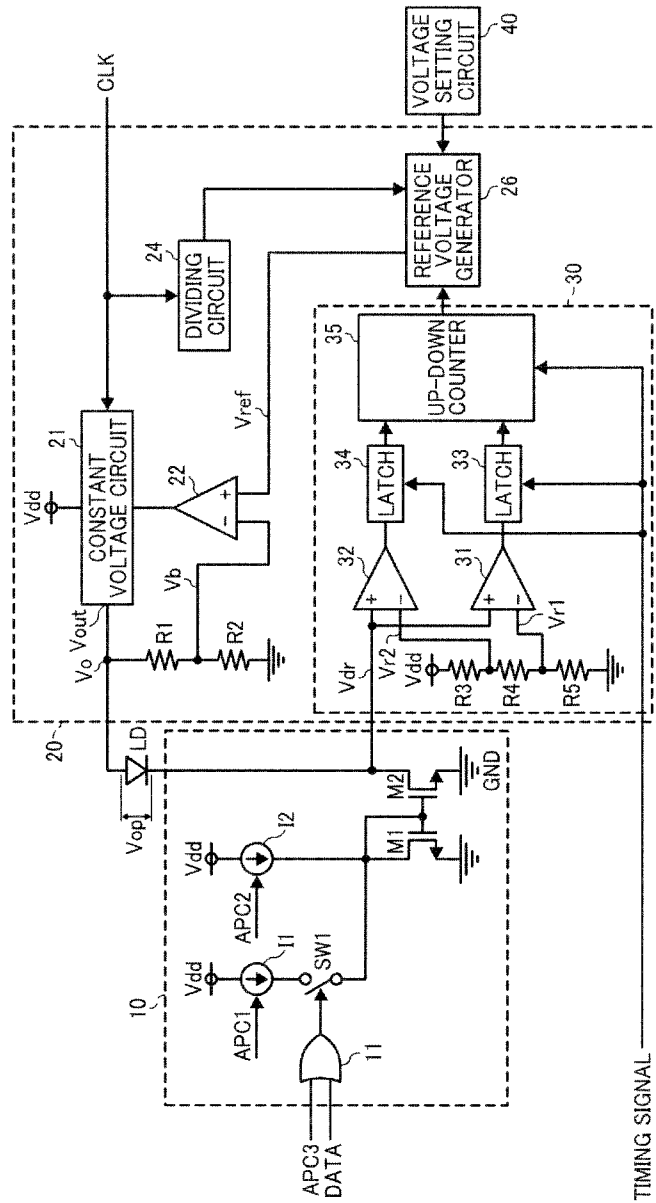 20
Vo
Vout
Vdd
21
CONSTANT
VOLTAGE CIRCUIT
CLK
LD
Vop
R1
R2
Vb
22
−
+
Vref
24
DIVIDING
CIRCUIT
REFERENCE
VOLTAGE
GENERATOR
26
VOLTAGE
SETTING
CIRCUIT
40
10
Vdd
APC1
I1
SW1
Vdd
APC2
I2
11
APC3
DATA
M1
M2
GND
30
Vdr
Vr2
Vdd
R3
R4
R5
Vr1
32
+
−
31
+
−
34
LATCH
33
LATCH
35
UP-DOWN
COUNTER
TIMING SIGNAL